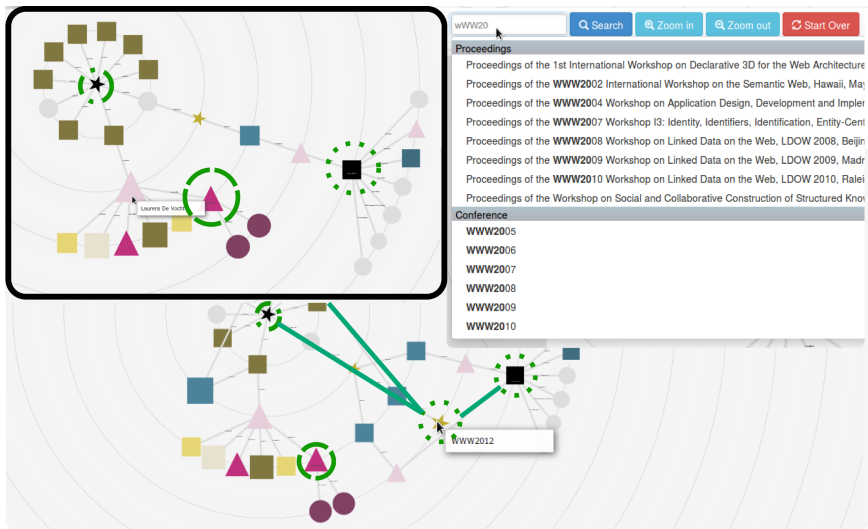 wWW20
Search
Zoom in
Zoom out
Start Over
Proceedings
Proceedings of the 1st International Workshop on Declarative 3D for the Web Architecture
Proceedings of the WWW2002 International Workshop on the Semantic Web, Hawaii, May
Proceedings of the WWW2004 Workshop on Application Design, Development and Implem
Proceedings of the WWW2007 Workshop I3: Identity, Identifiers, Identification, Entity-Cent
Proceedings of the WWW2008 Workshop on Linked Data on the Web, LDOW 2008, Beijin
Proceedings of the WWW2009 Workshop on Linked Data on the Web, LDOW 2009, Madr
Proceedings of the WWW2010 Workshop on Linked Data on the Web, LDOW 2010, Ralei
Proceedings of the Workshop on Social and Collaborative Construction of Structured Know
Conference
WWW2005
WWW2006
WWW2007
WWW2008
WWW2009
WWW2010
Laurens De Voch
WWW2012